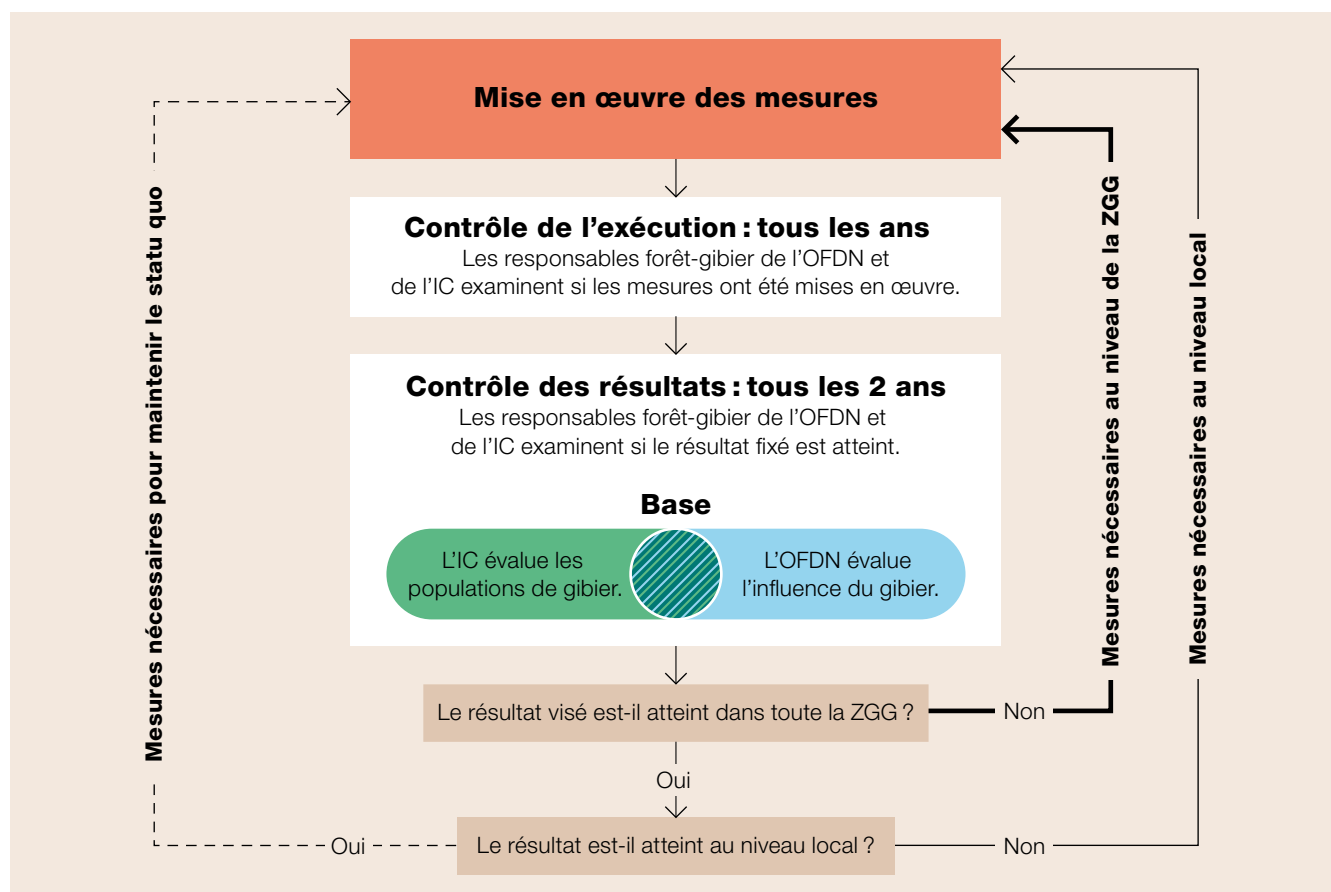 Mise en œuvre des mesures
Contrôle de l'exécution : tous les ans
Les responsables forêt-gibier de l'OFDN et
de l'IC examinent si les mesures ont été mises en œuvre.
Contrôle des résultats : tous les 2 ans
Les responsables forêt-gibier de l'OFDN et
de l'IC examinent si le résultat fixé est atteint.
Base
L'IC évalue les
populations de gibier.
L'OFDN évalue
l'influence du gibier.
Le résultat visé est-il atteint dans toute la ZGG ?
Non
Oui
Le résultat est-il atteint au niveau local ?
Oui
Non
Mesures nécessaires pour maintenir le statu quo
Mesures nécessaires au niveau de la ZGG
Mesures nécessaires au niveau local